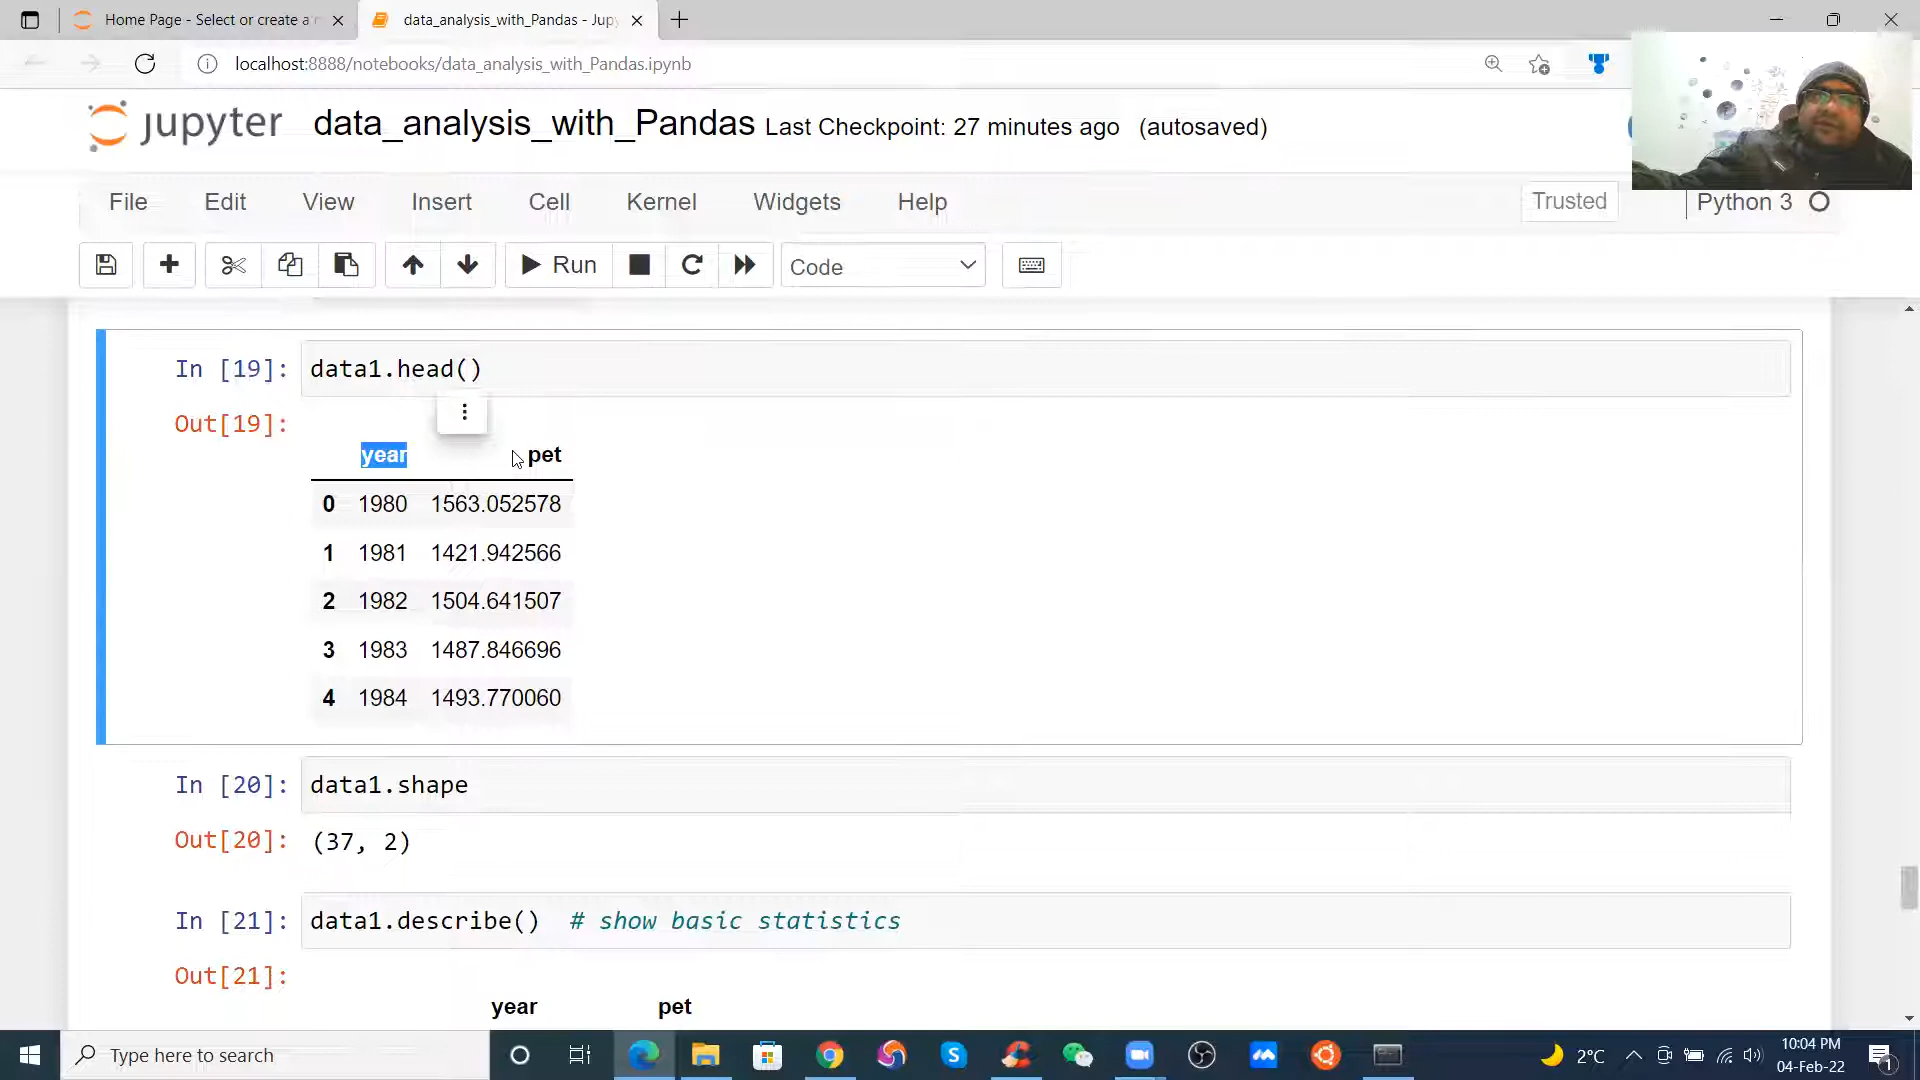 Home Page - Select or create a n
data_analysis_with_Pandas - Jupy
localhost:8888/notebooks/data_analysis_with_Pandas.ipynb
jupyter data_analysis_with_Pandas Last Checkpoint: 27 minutes ago (autosaved)
File Edit View Insert Cell Kernel Widgets Help Trusted Python 3
Run Code
In [19]: data1.head()
Out[19]:
year pet
0 1980 1563.052578
1 1981 1421.942566
2 1982 1504.641507
3 1983 1487.846696
4 1984 1493.770060
In [20]: data1.shape
Out[20]: (37, 2)
In [21]: data1.describe() # show basic statistics
Out[21]:
year pet
Type here to search
2°C
10:04 PM
04-Feb-22
1